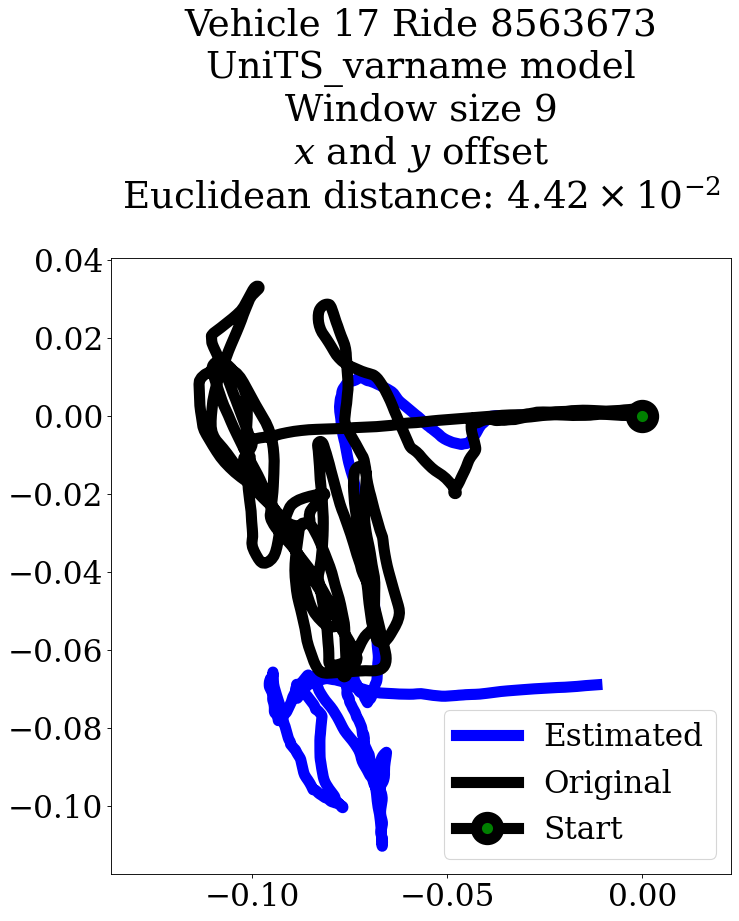 Vehicle 17 Ride 8563673
UniTS_varname model
Window size 9
x and y offset
Euclidean distance: 4.42 × 10⁻²
0.04
0.02
0.00
−0.02
−0.04
−0.06
−0.08
−0.10
Estimated
Original
Start
−0.10 −0.05 0.00